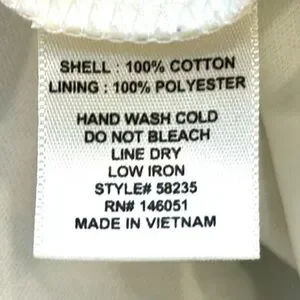 SHELL : 100% COTTON
LINING : 100% POLYESTER
HAND WASH COLD
DO NOT BLEACH
LINE DRY
LOW IRON
STYLE# 58235
RN# 146051
MADE IN VIETNAM